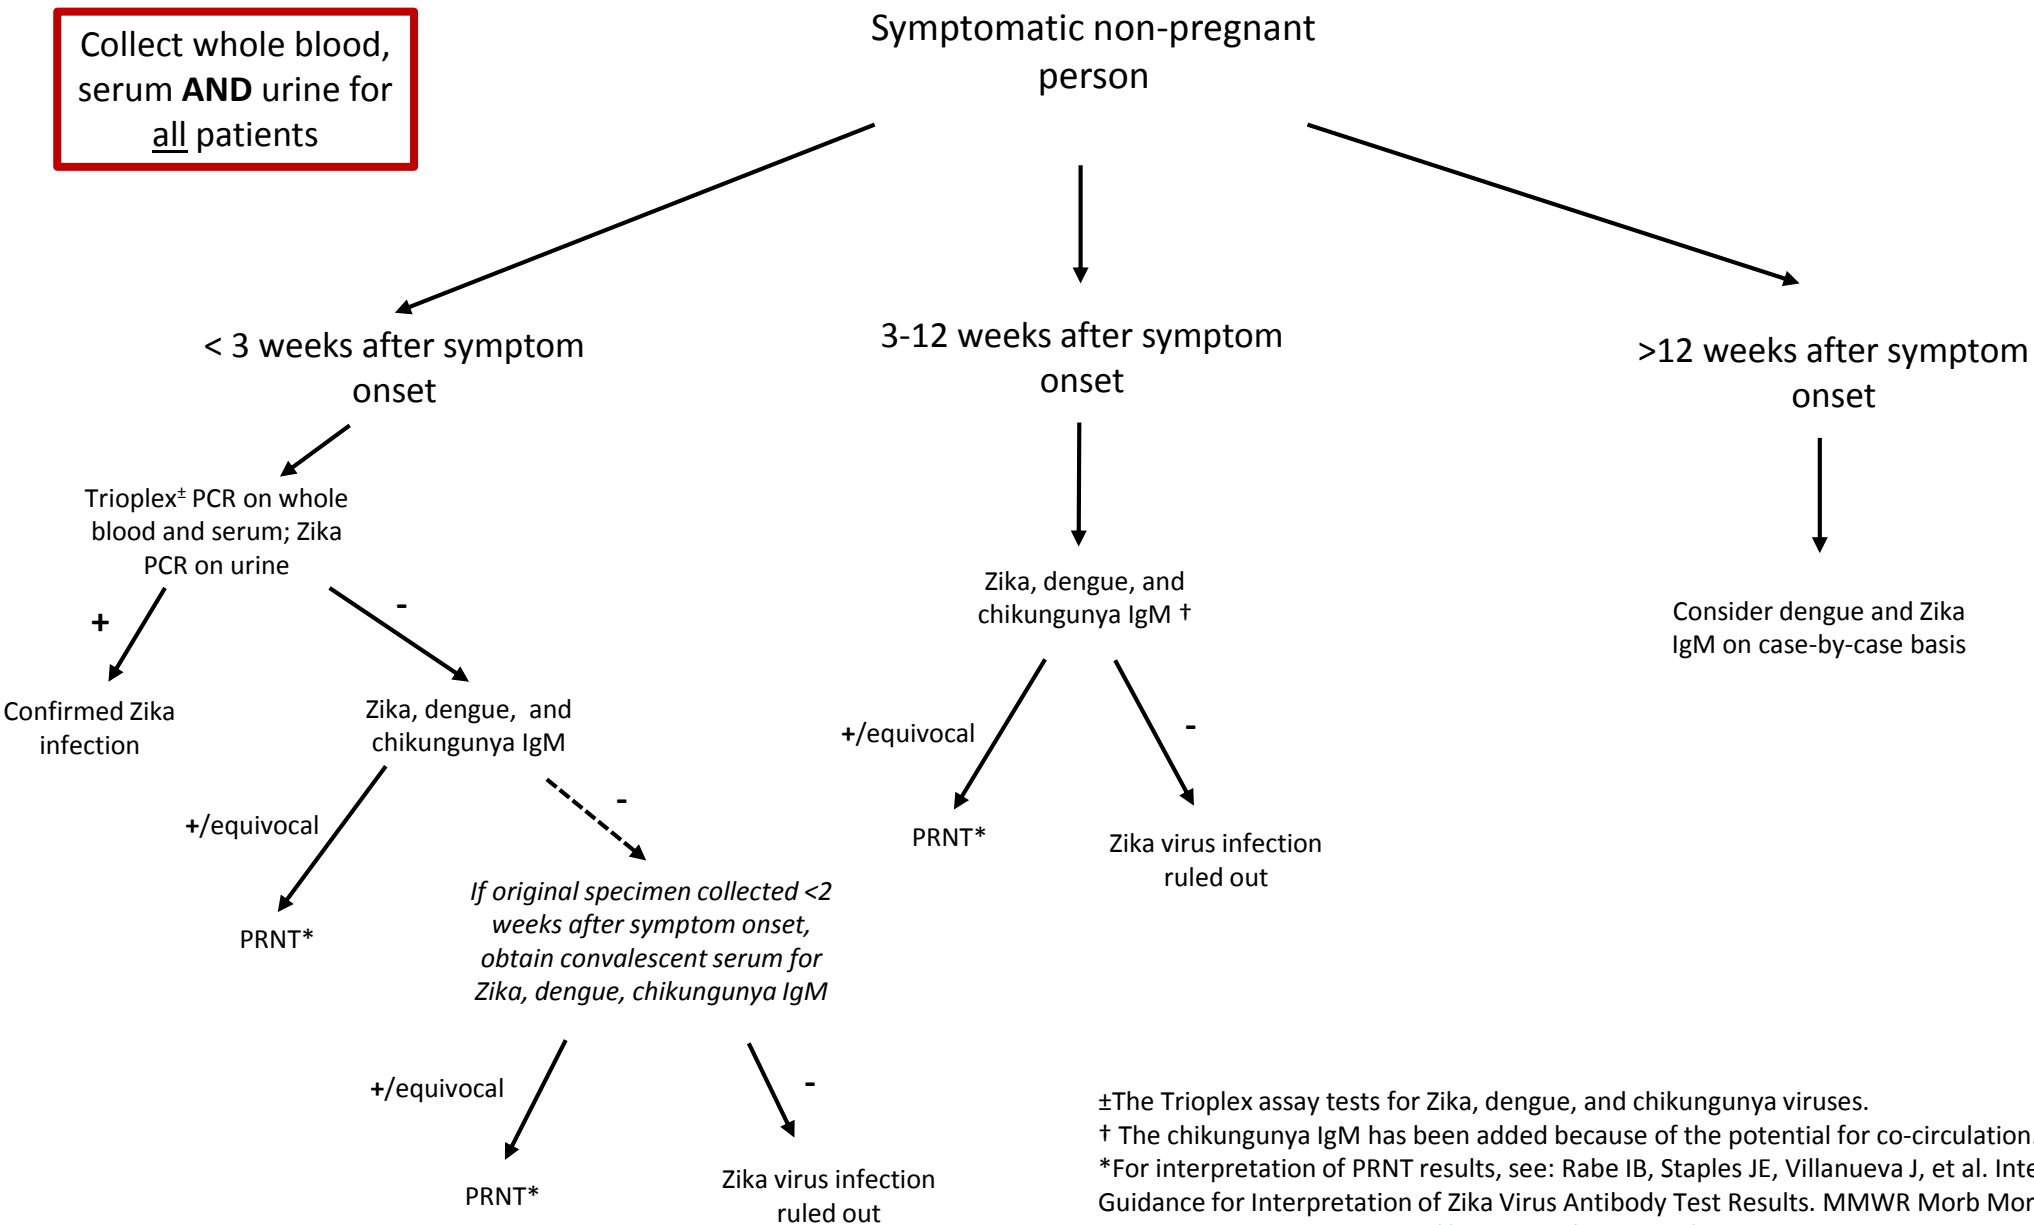 Collect whole blood,
serum AND urine for
all patients
Symptomatic non-pregnant
person
< 3 weeks after symptom
onset
3-12 weeks after symptom
onset
>12 weeks after symptom
onset
Trioplex± PCR on whole
blood and serum; Zika
PCR on urine
+
-
Confirmed Zika
infection
Zika, dengue, and
chikungunya IgM
+/equivocal
-
PRNT*
If original specimen collected <2
weeks after symptom onset,
obtain convalescent serum for
Zika, dengue, chikungunya IgM
+/equivocal
-
PRNT*
Zika virus infection
ruled out
Zika, dengue, and
chikungunya IgM †
+/equivocal
-
PRNT*
Zika virus infection
ruled out
Consider dengue and Zika
IgM on case-by-case basis
±The Trioplex assay tests for Zika, dengue, and chikungunya viruses.
† The chikungunya IgM has been added because of the potential for co-circulation.
*For interpretation of PRNT results, see: Rabe IB, Staples JE, Villanueva J, et al. Inte
Guidance for Interpretation of Zika Virus Antibody Test Results. MMWR Morb Mor